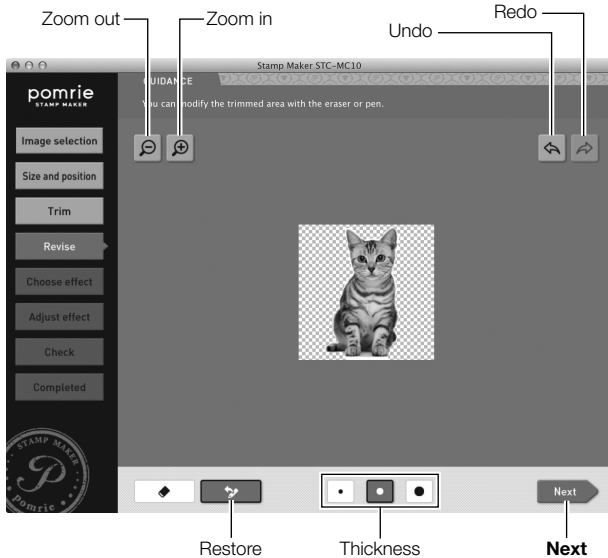 Zoom out
Zoom in
Undo
Redo
Stamp Maker STC-MC10
pomrie
STAMP MAKER
GUIDANCE
You can modify the trimmed area with the eraser or pen.
Image selection
Size and position
Trim
Revise
Choose effect
Adjust effect
Check
Completed
STAMP MAKER
P
Pomrie
Next
Restore
Thickness
Next